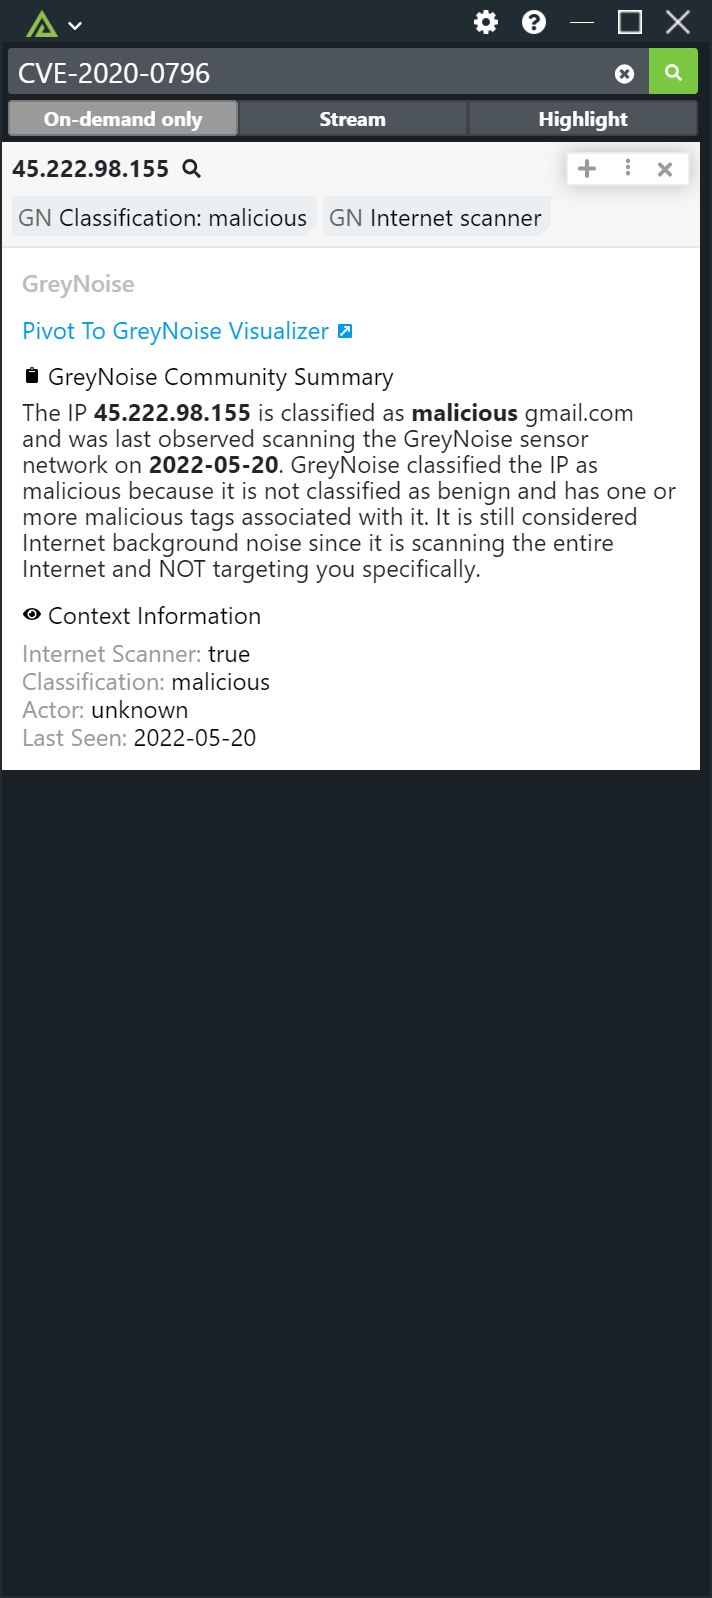 CVE-2020-0796
On-demand only Stream Highlight
45.222.98.155
GN Classification: malicious GN Internet scanner
GreyNoise
Pivot To GreyNoise Visualizer
GreyNoise Community Summary
The IP 45.222.98.155 is classified as malicious gmail.com
and was last observed scanning the GreyNoise sensor
network on 2022-05-20. GreyNoise classified the IP as
malicious because it is not classified as benign and has one or
more malicious tags associated with it. It is still considered
Internet background noise since it is scanning the entire
Internet and NOT targeting you specifically.
Context Information
Internet Scanner: true
Classification: malicious
Actor: unknown
Last Seen: 2022-05-20